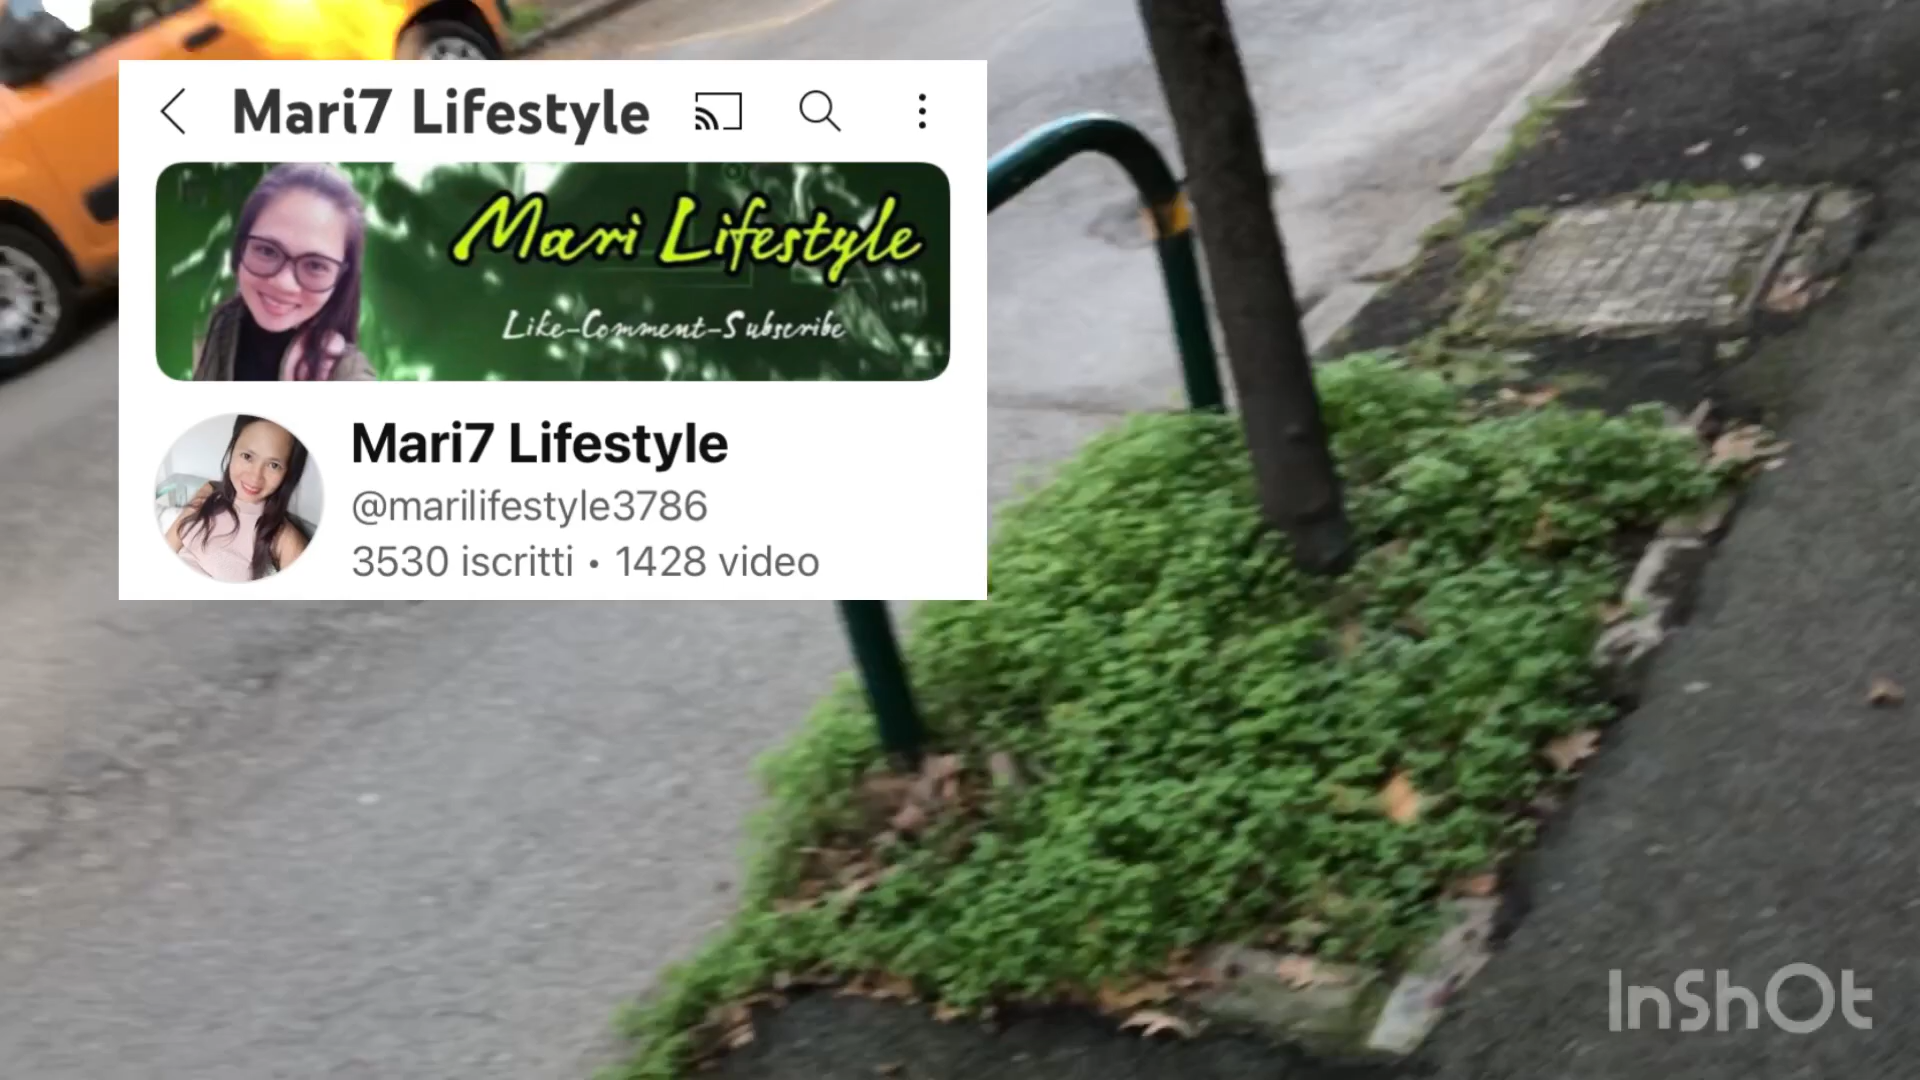 Mari7 Lifestyle
Mari Lifestyle
Like-Comment-Subscribe
Mari7 Lifestyle
@marilifestyle3786
3530 iscritti • 1428 video
InShOt